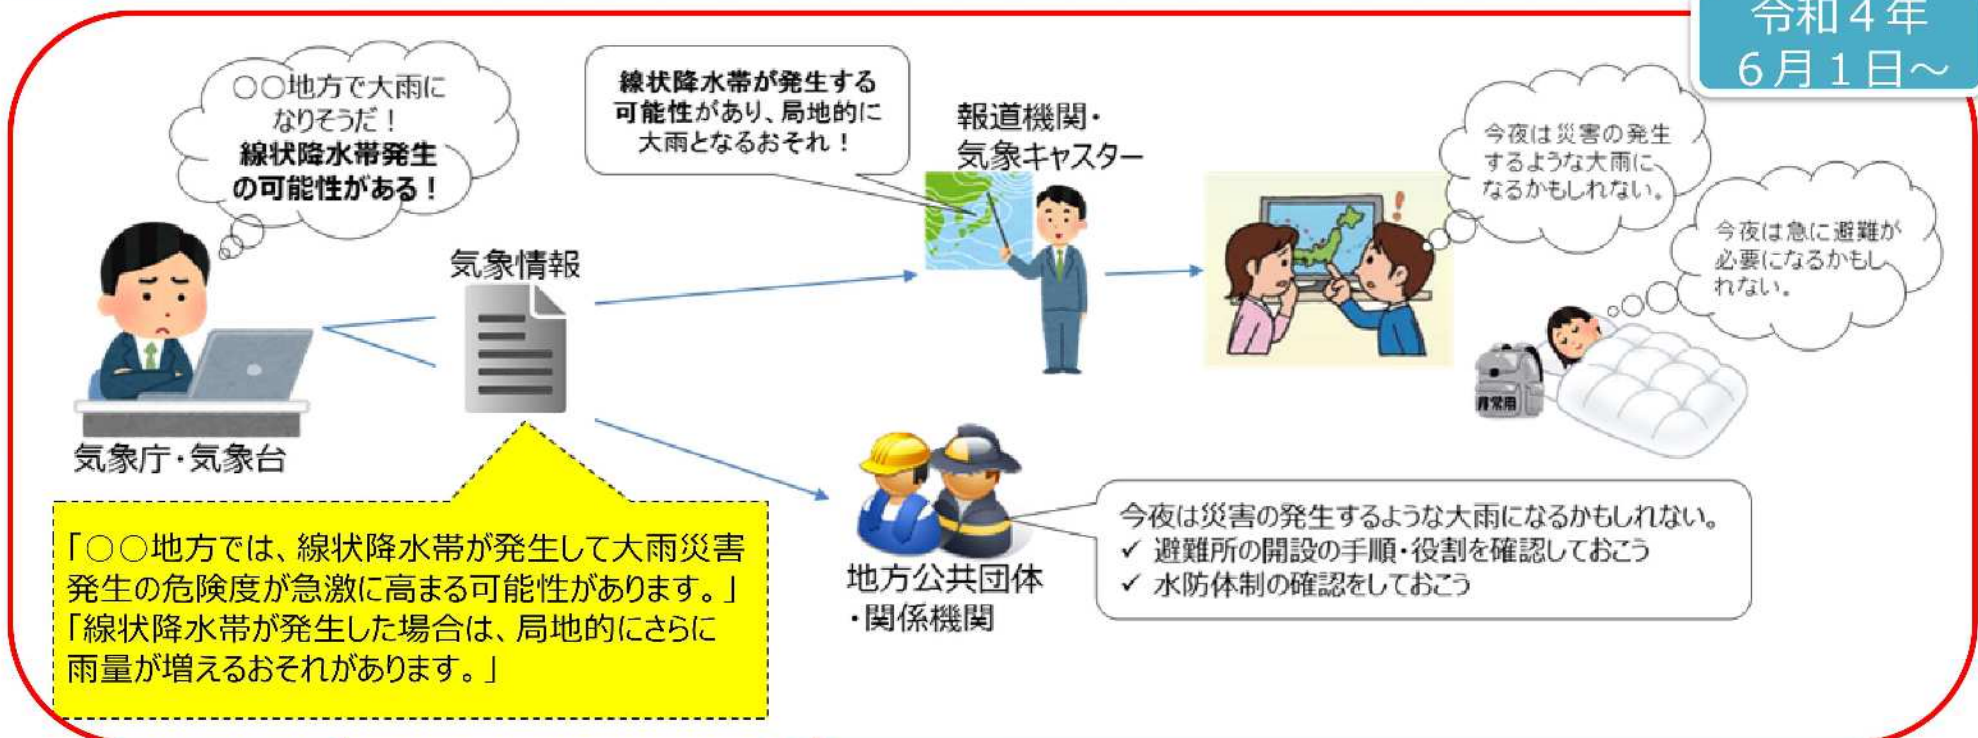 令和４年
６月１日～
○○地方で大雨に
なりそうだ！
線状降水帯発生
の可能性がある！
気象庁・気象台
気象情報
線状降水帯が発生する
可能性があり、局地的に
大雨となるおそれ！
報道機関・
気象キャスター
今夜は災害の発生
するような大雨に
なるかもしれない。
今夜は急に避難が
必要になるかもし
れない。
非常用
「○○地方では、線状降水帯が発生して大雨災害
発生の危険度が急激に高まる可能性があります。」
「線状降水帯が発生した場合は、局地的にさらに
雨量が増えるおそれがあります。」
地方公共団体
・関係機関
今夜は災害の発生するような大雨になるかもしれない。
✓ 避難所の開設の手順・役割を確認しておこう
✓ 水防体制の確認をしておこう